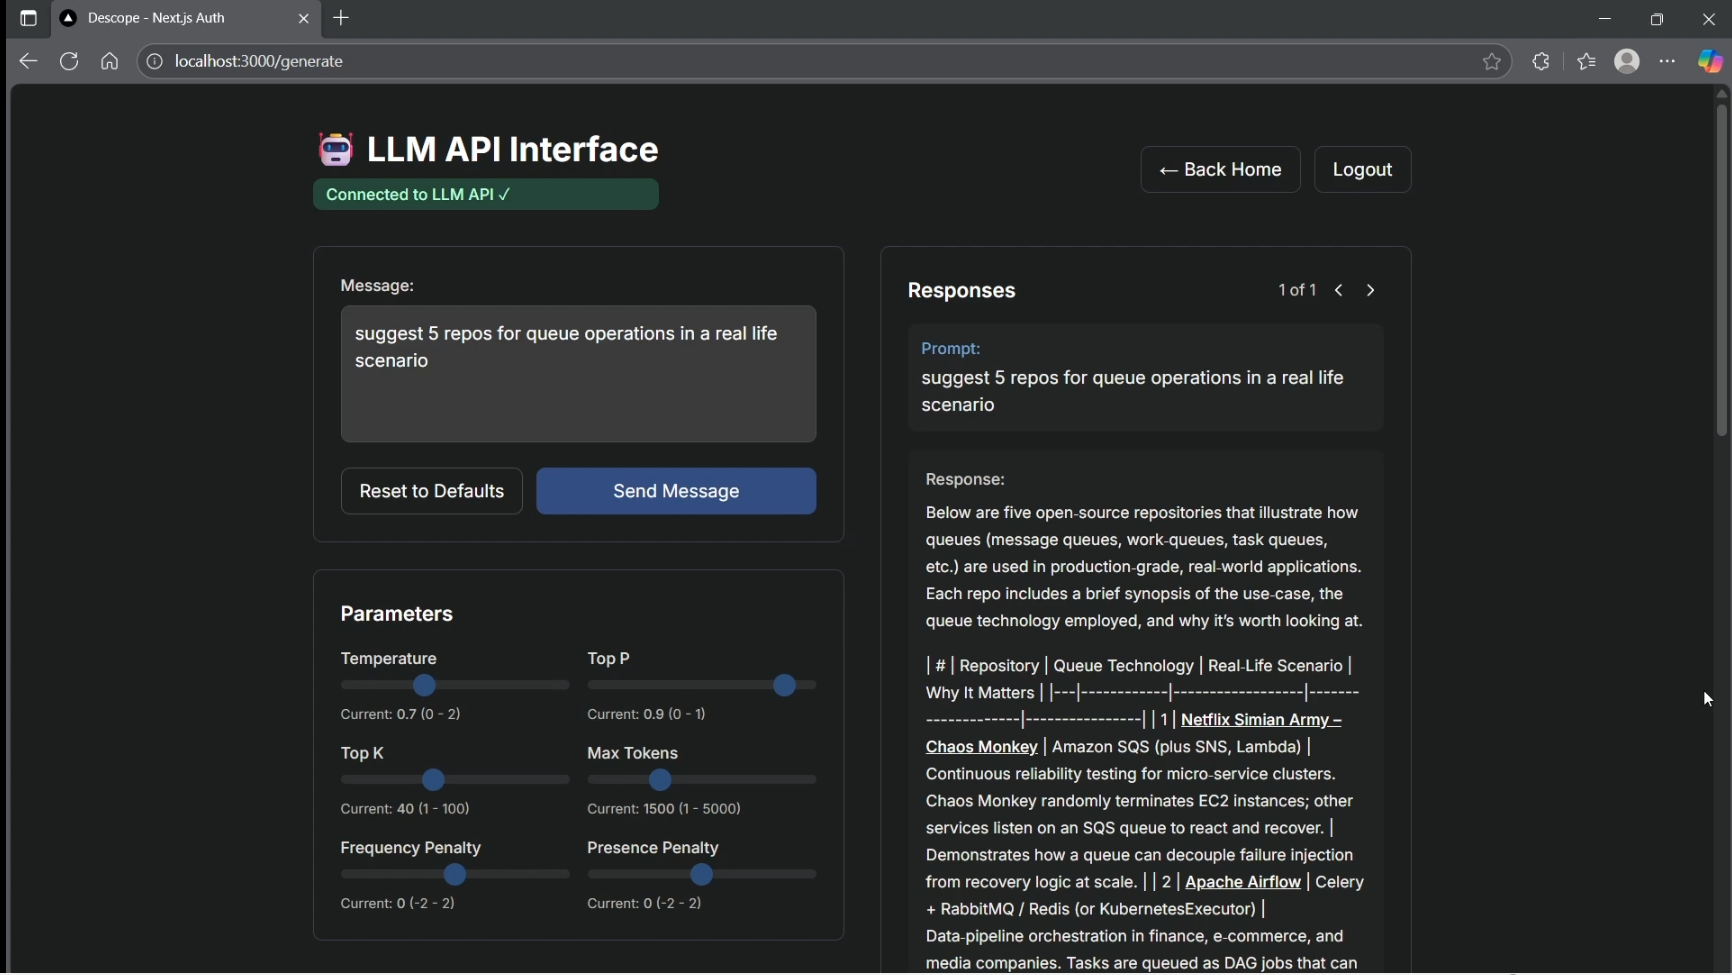 Descope - Next.js Auth
localhost:3000/generate
LLM API Interface
Connected to LLM API ✓
← Back Home
Logout
Message:
suggest 5 repos for queue operations in a real life
scenario
Reset to Defaults
Send Message
Parameters
Temperature
Top P
Current: 0.7 (0 - 2)
Current: 0.9 (0 - 1)
Top K
Max Tokens
Current: 40 (1 - 100)
Current: 1500 (1 - 5000)
Frequency Penalty
Presence Penalty
Current: 0 (-2 - 2)
Current: 0 (-2 - 2)
Responses
1 of 1
Prompt:
suggest 5 repos for queue operations in a real life
scenario
Response:
Below are five open-source repositories that illustrate how
queues (message queues, work-queues, task queues,
etc.) are used in production-grade, real-world applications.
Each repo includes a brief synopsis of the use-case, the
queue technology employed, and why it's worth looking at.
| # | Repository | Queue Technology | Real-Life Scenario |
Why It Matters | |---|------------|------------------|-------
-------------|----------------| | 1 | Netflix Simian Army –
Chaos Monkey | Amazon SQS (plus SNS, Lambda) |
Continuous reliability testing for micro-service clusters.
Chaos Monkey randomly terminates EC2 instances; other
services listen on an SQS queue to react and recover. |
Demonstrates how a queue can decouple failure injection
from recovery logic at scale. | | 2 | Apache Airflow | Celery
+ RabbitMQ / Redis (or KubernetesExecutor) |
Data-pipeline orchestration in finance, e-commerce, and
media companies. Tasks are queued as DAG jobs that can